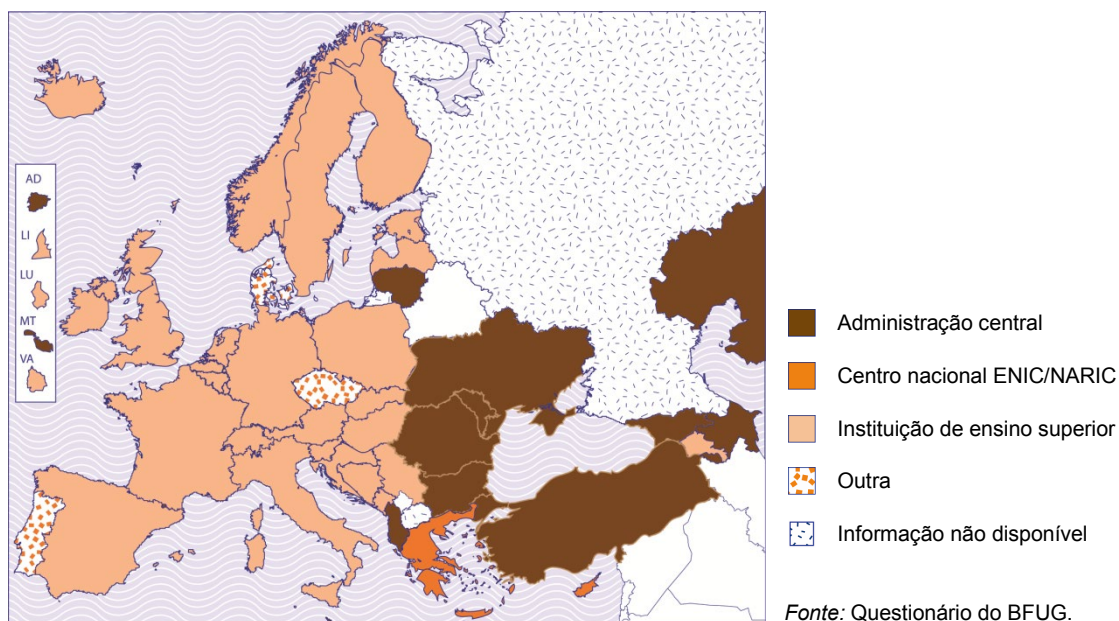 AD
LI
LU
MT
VA
Administração central
Centro nacional ENIC/NARIC
Instituição de ensino superior
Outra
Informação não disponível
Fonte: Questionário do BFUG.